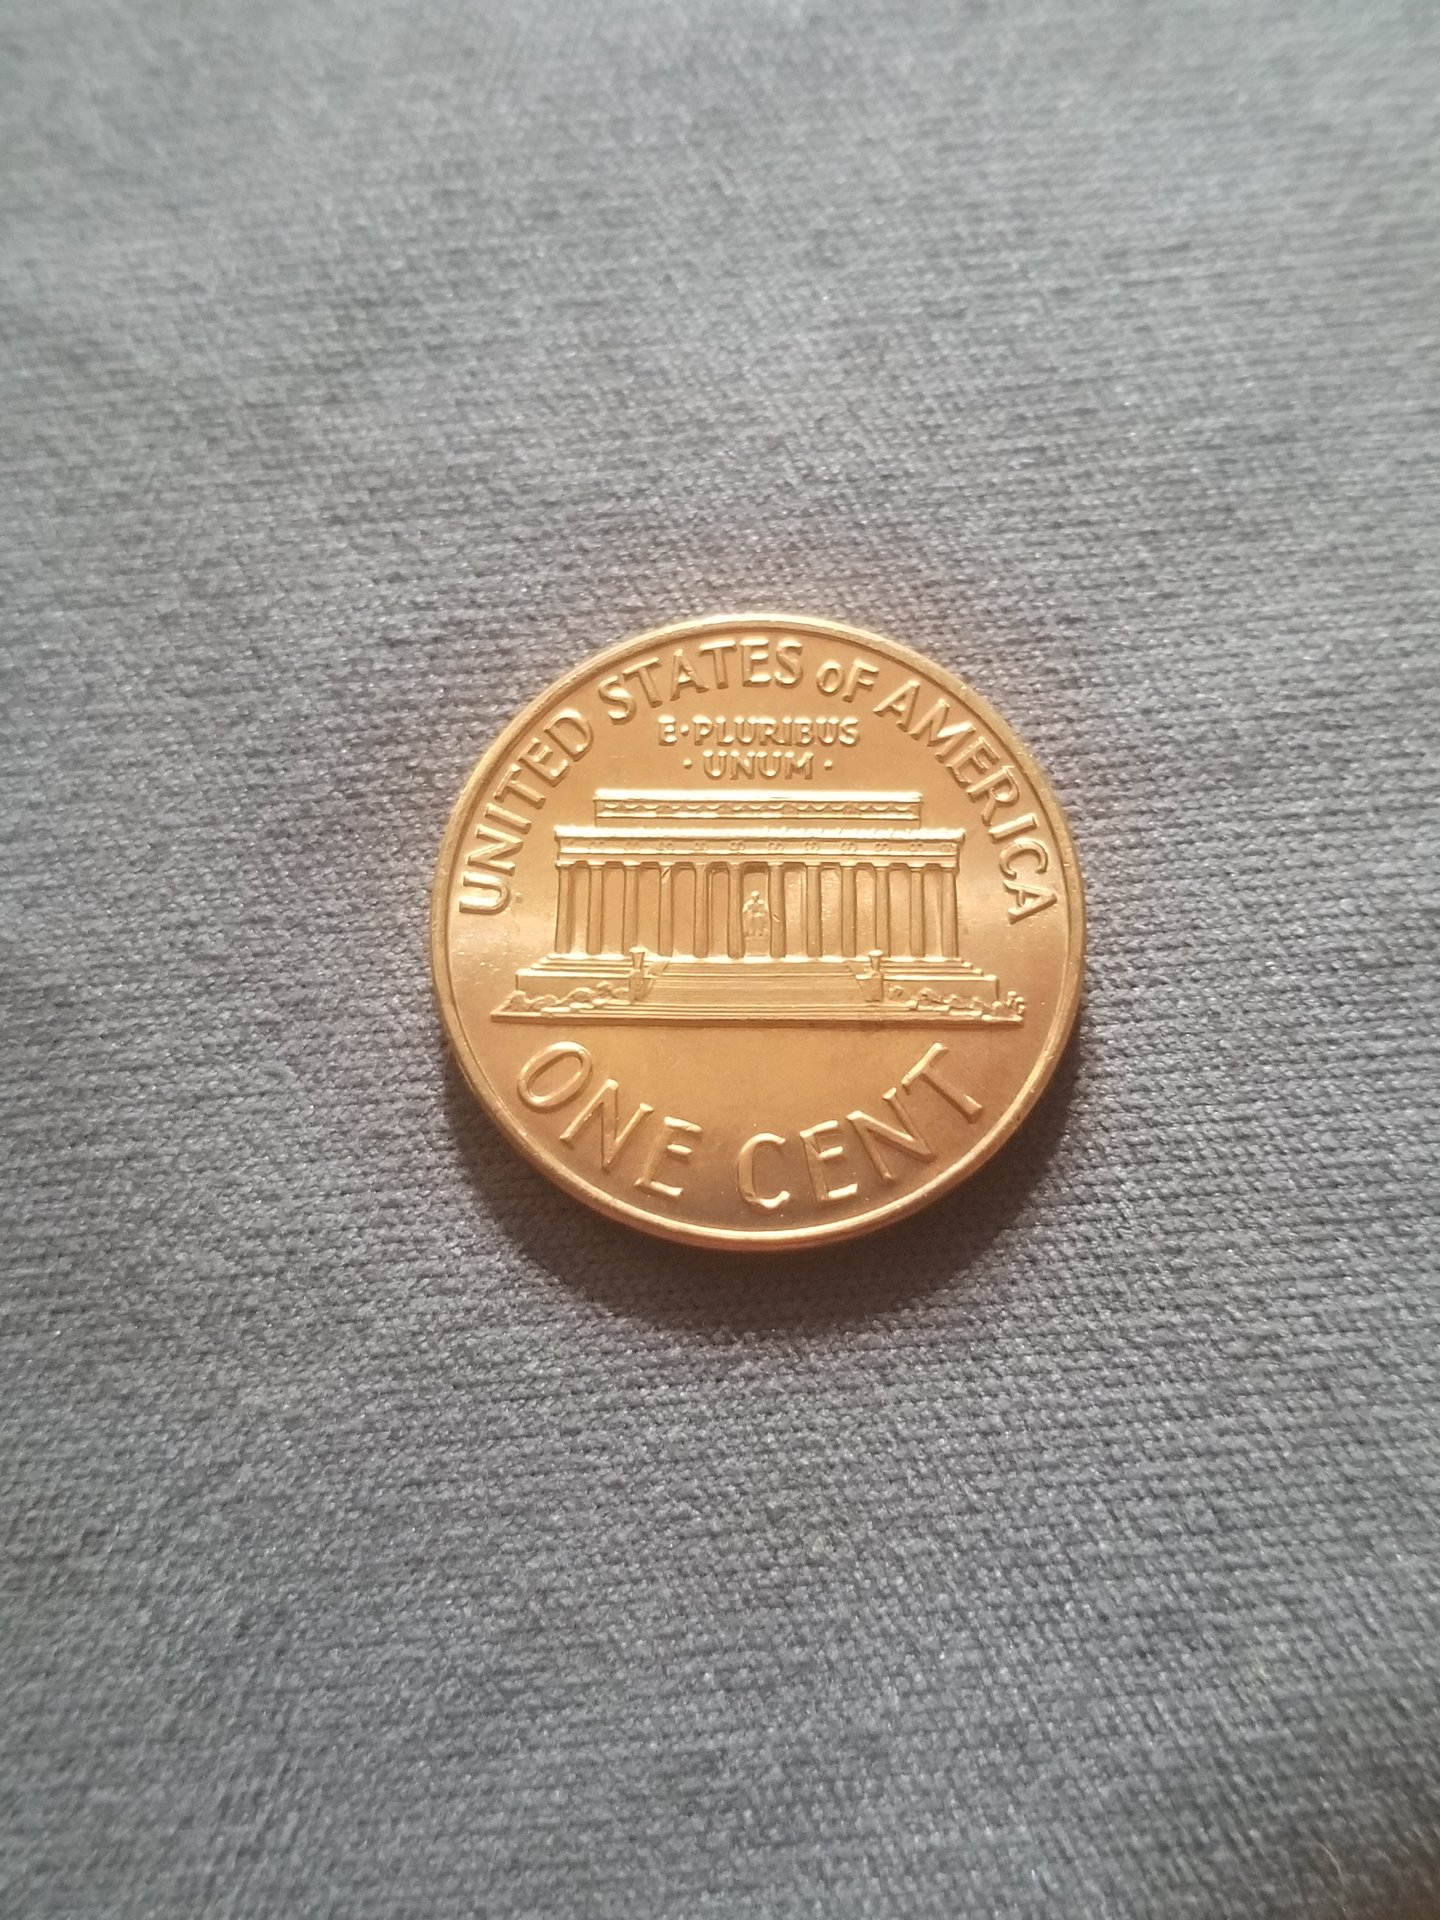 UNITED STATES oF AMERICA
E·PLURIBUS
·UNUM·
ONE CENT